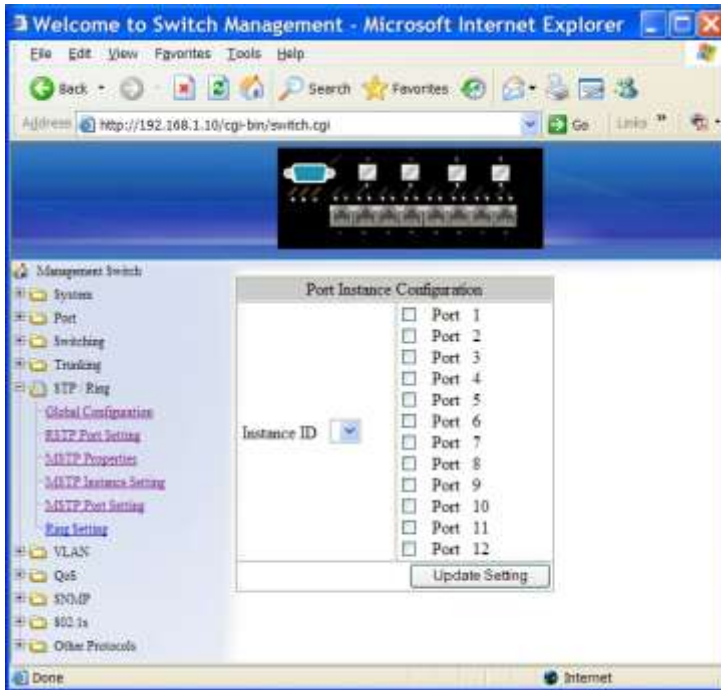 Welcome to Switch Management - Microsoft Internet Explorer
File Edit View Favorites Tools Help
Back Search Favorites
Address http://192.168.1.10/cgi-bin/switch.cgi Go Links »
Management Switch
System
Port
Switching
Trunking
STP / Ring
Global Configuration
RSTP Port Setting
MSTP Properties
MSTP Instance Setting
MSTP Port Setting
Ring Setting
VLAN
QoS
SNMP
802.1x
Other Protocols
Port Instance Configuration
Instance ID
Port 1
Port 2
Port 3
Port 4
Port 5
Port 6
Port 7
Port 8
Port 9
Port 10
Port 11
Port 12
Update Setting
Done Internet